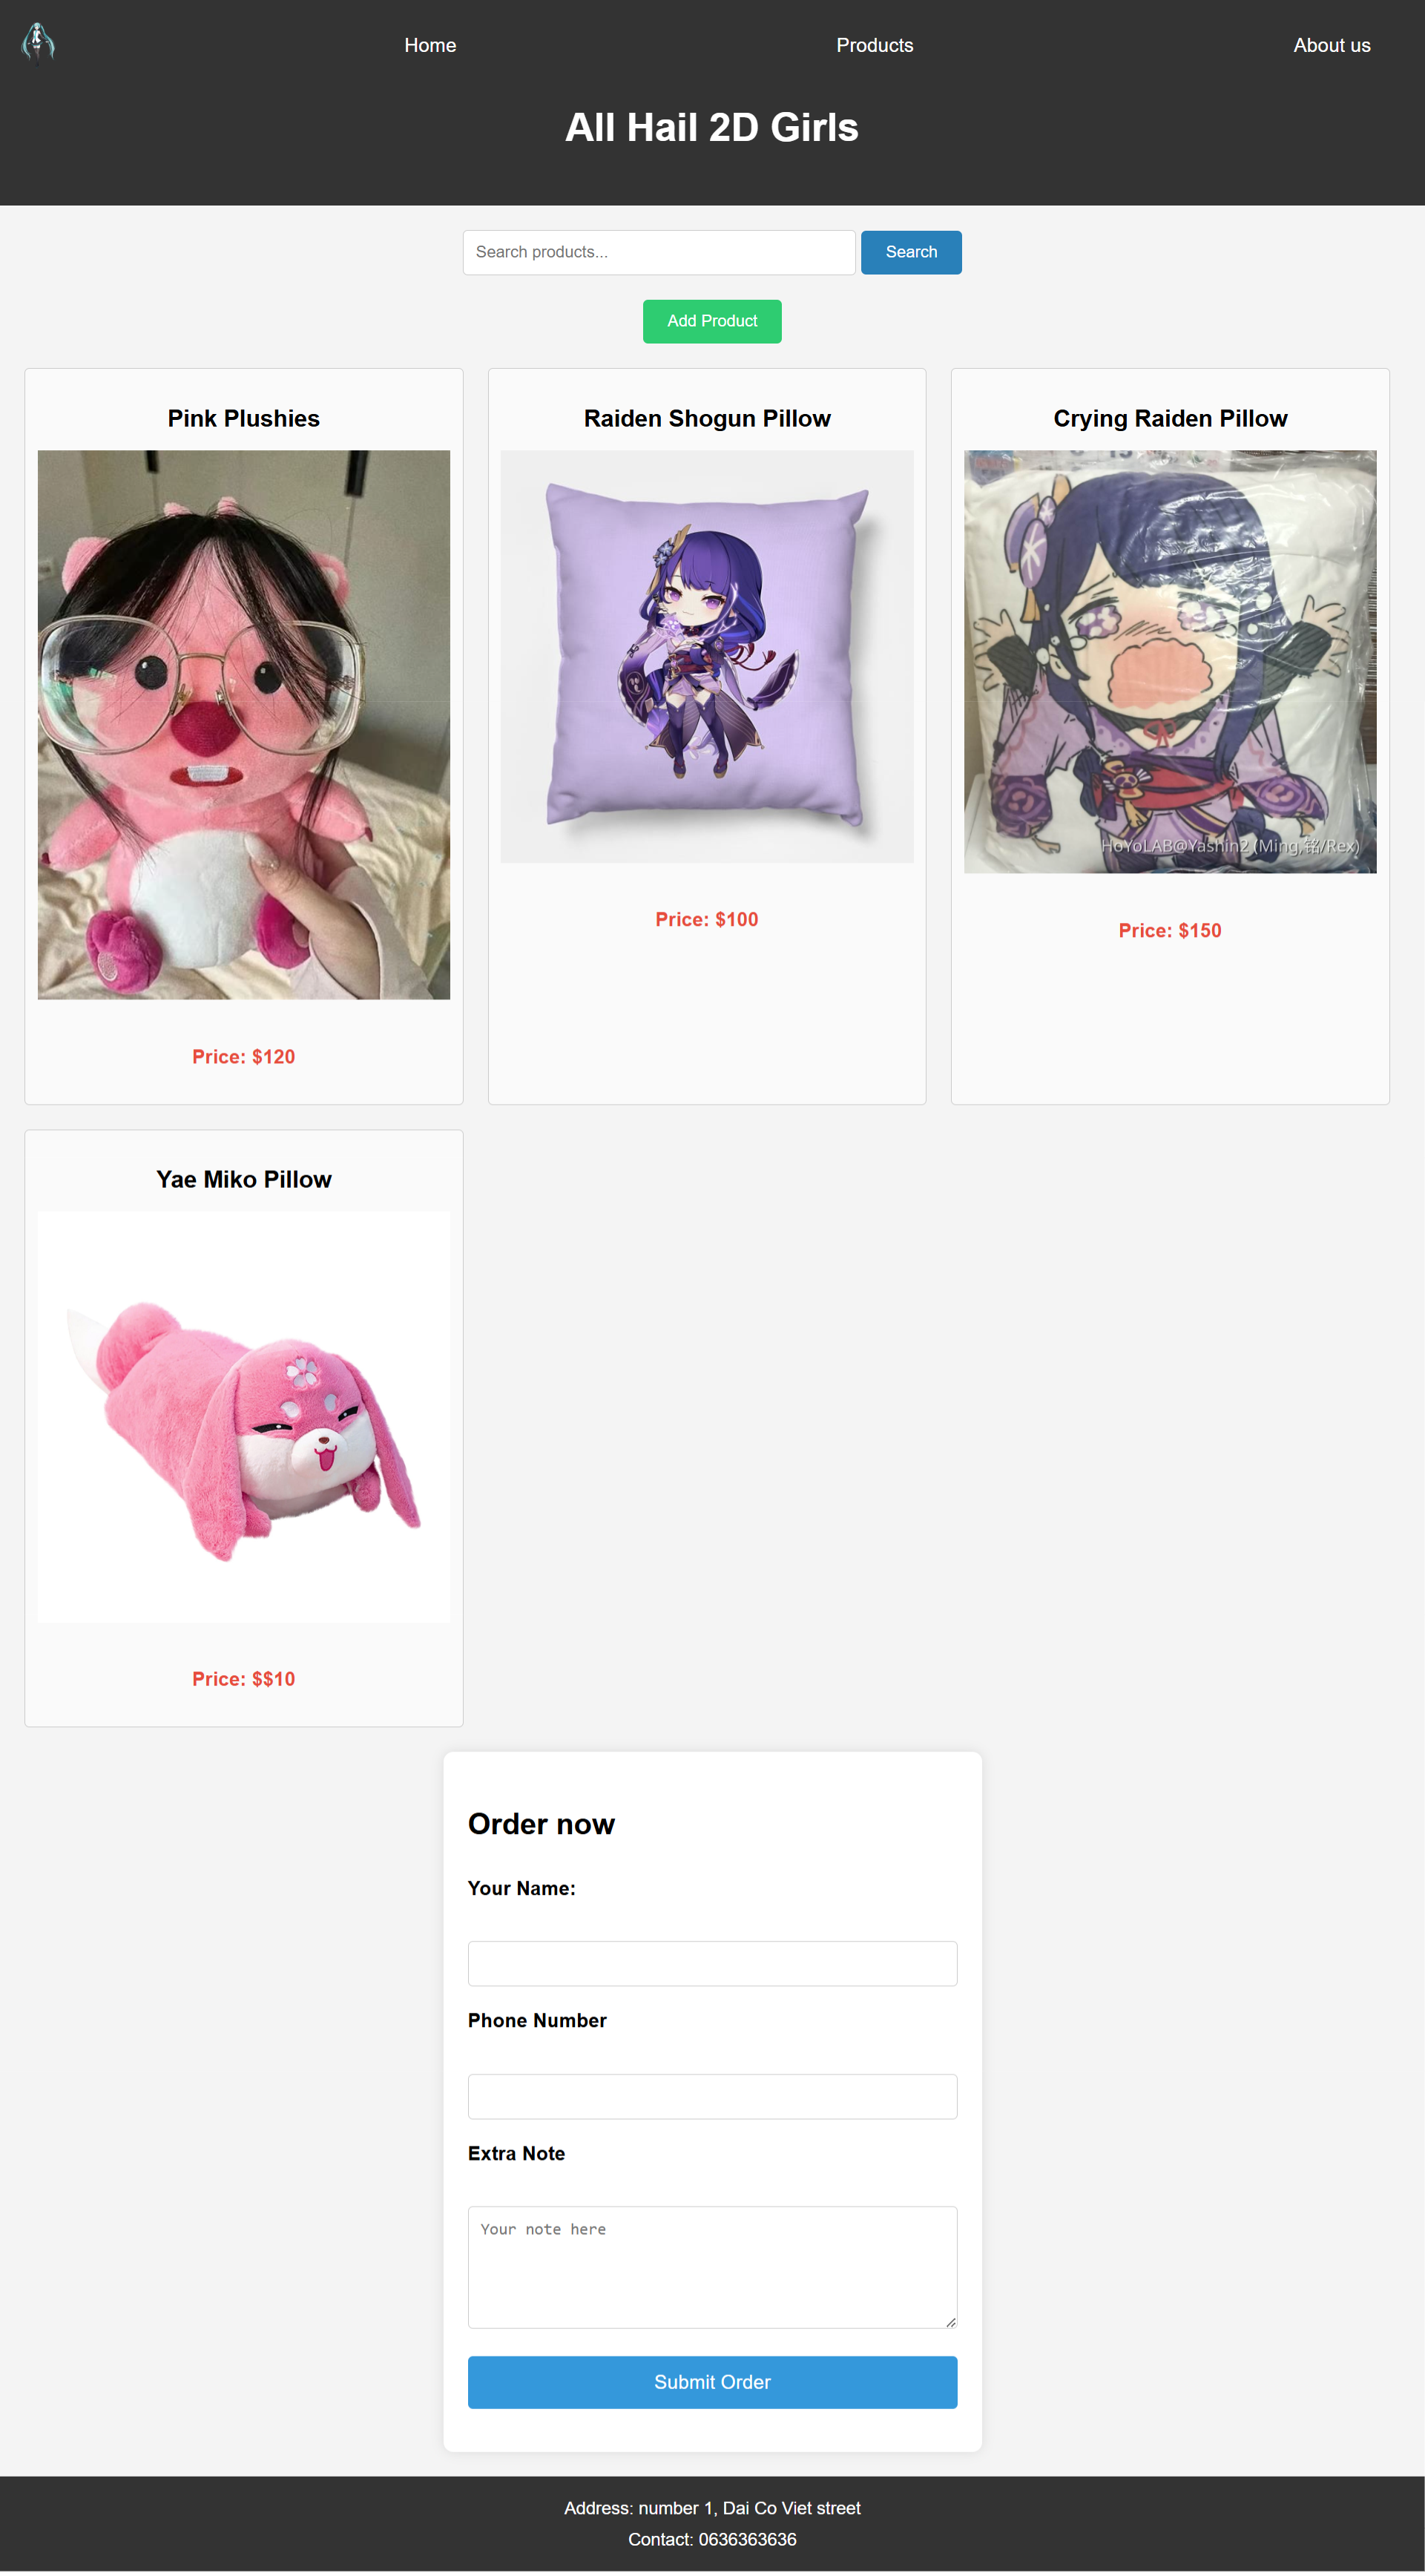 Home
Products
About us
All Hail 2D Girls
Search products...
Search
Add Product
Pink Plushies
Raiden Shogun Pillow
Crying Raiden Pillow
HoYoLAB@Yashin2 (Ming,铭/Rex)
Price: $120
Price: $100
Price: $150
Yae Miko Pillow
Price: $$10
Order now
Your Name:
Phone Number
Extra Note
Your note here
Submit Order
Address: number 1, Dai Co Viet street
Contact: 0636363636